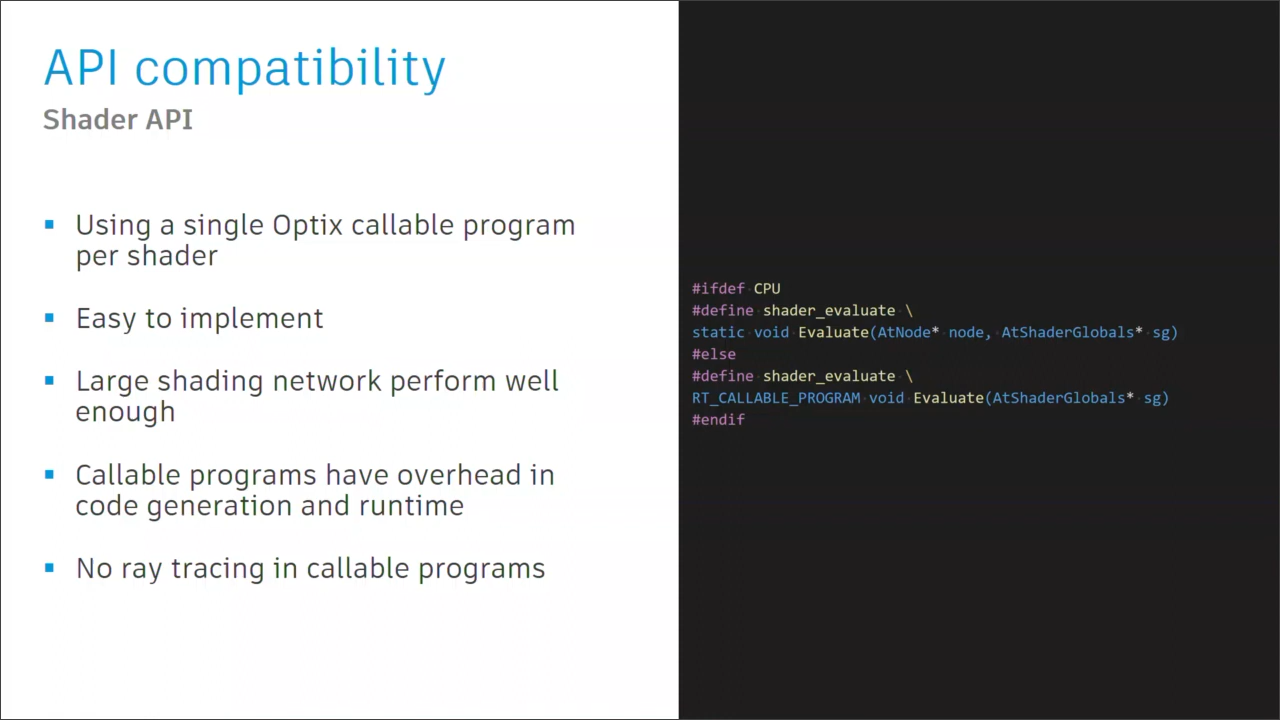 API compatibility
Shader API
▪ Using a single Optix callable program
per shader
▪ Easy to implement
▪ Large shading network perform well
enough
▪ Callable programs have overhead in
code generation and runtime
▪ No ray tracing in callable programs
#ifdef CPU
#define shader_evaluate \
static void Evaluate(AtNode* node, AtShaderGlobals* sg)
#else
#define shader_evaluate \
RT_CALLABLE_PROGRAM void Evaluate(AtShaderGlobals* sg)
#endif